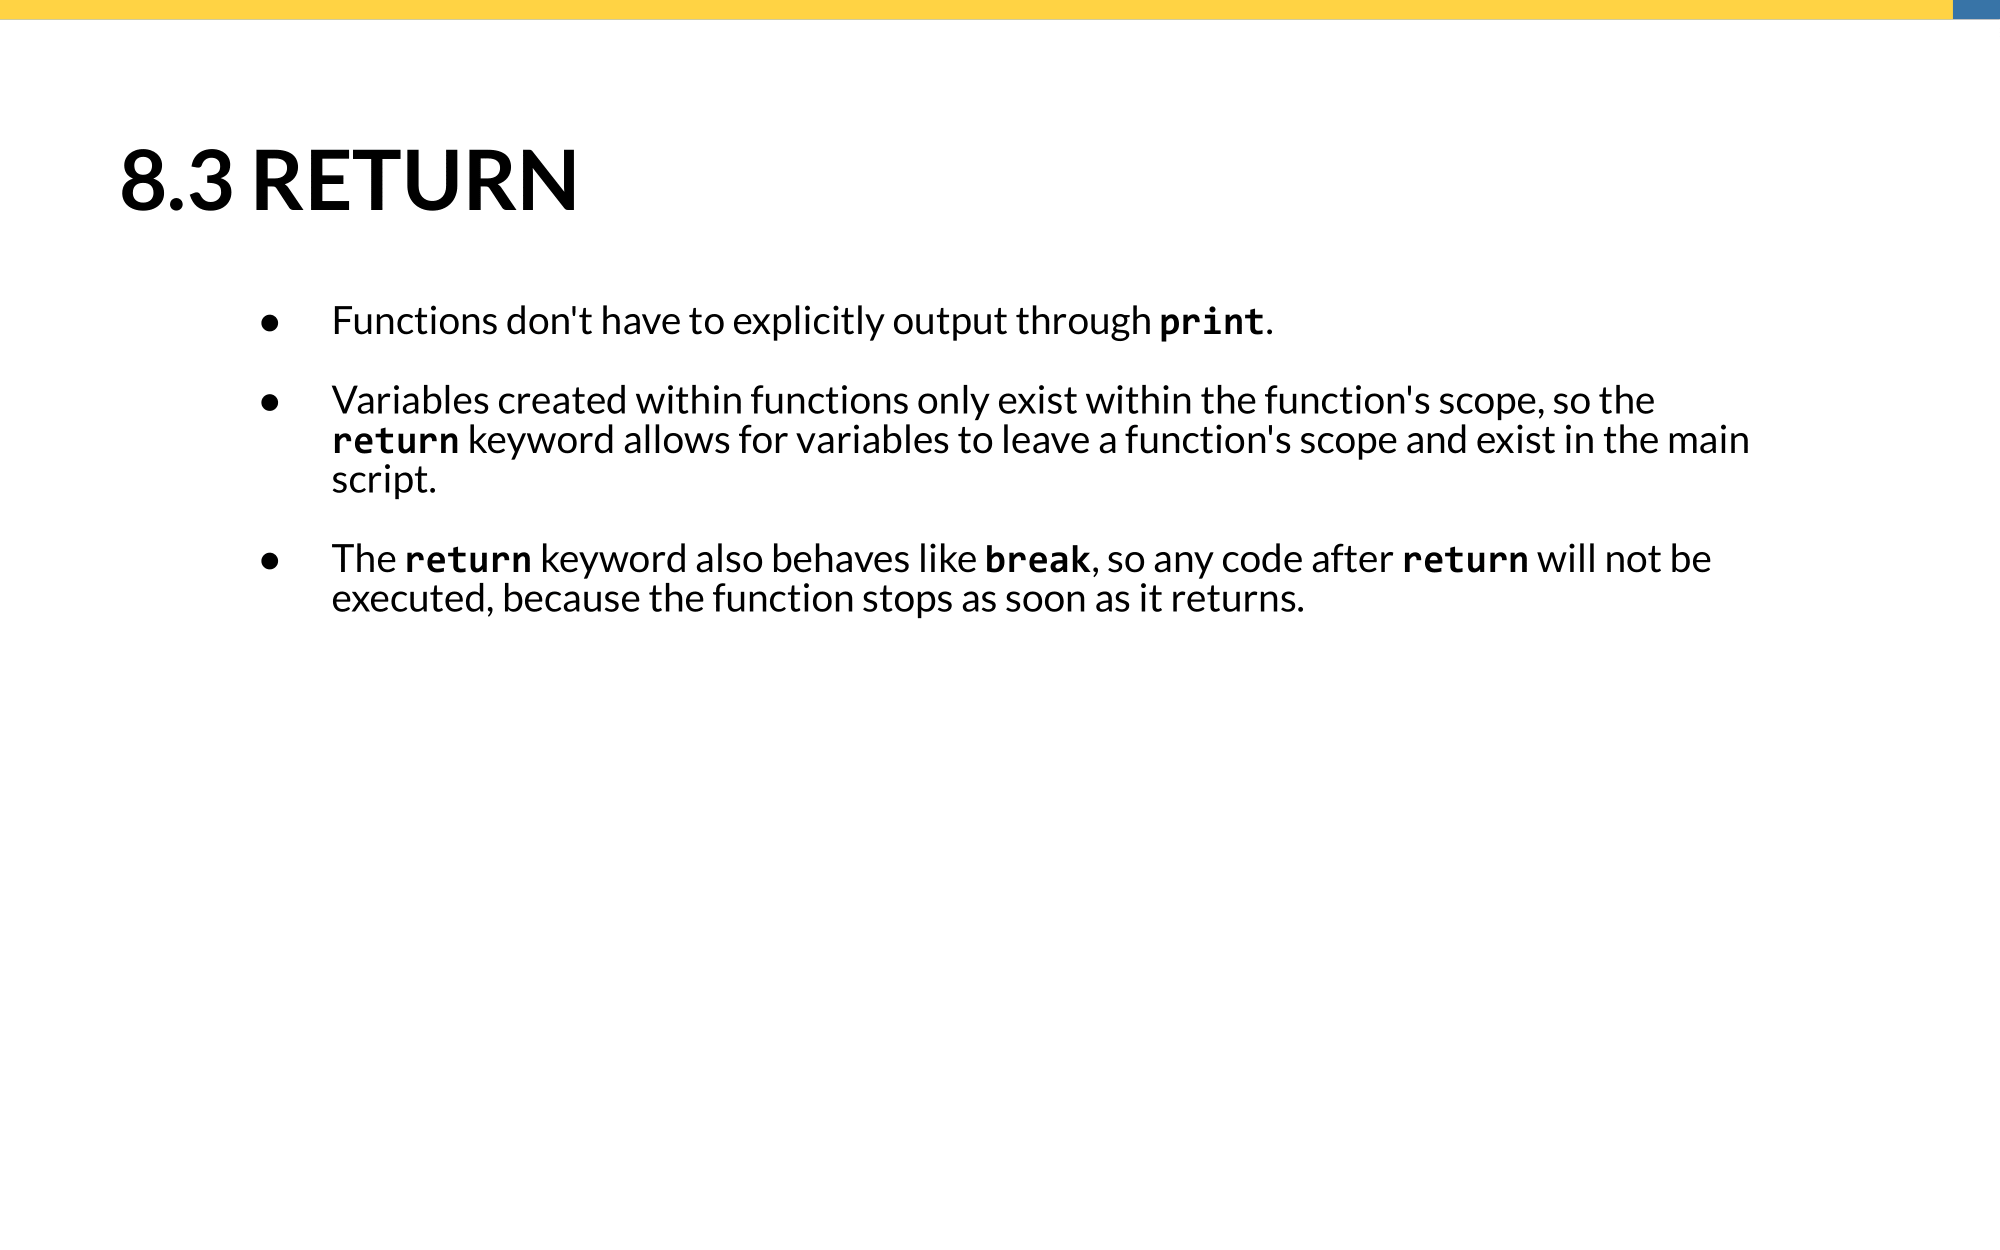 8.3 RETURN
● Functions don't have to explicitly output through print.
● Variables created within functions only exist within the function's scope, so the
return keyword allows for variables to leave a function's scope and exist in the main
script.
● The return keyword also behaves like break, so any code after return will not be
executed, because the function stops as soon as it returns.